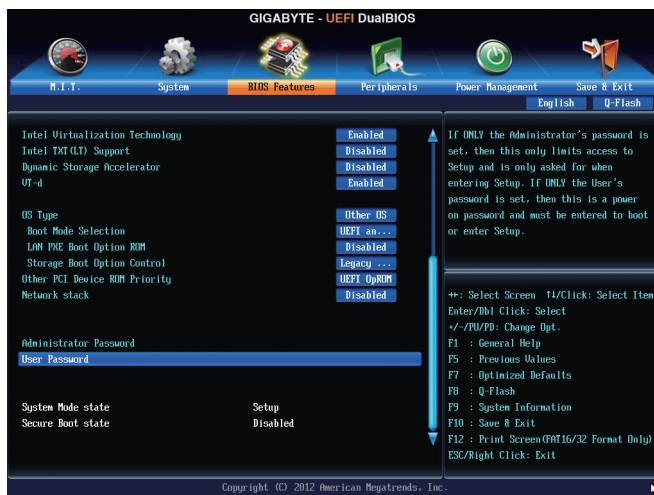 GIGABYTE - UEFI DualBIOS
M.I.T.
System
BIOS Features
Peripherals
Power Management
Save & Exit
English
Q-Flash
Intel Virtualization Technology Enabled
Intel TXT(LT) Support Disabled
Dynamic Storage Accelerator Disabled
VT-d Enabled
OS Type Other OS
Boot Mode Selection UEFI an...
LAN PXE Boot Option ROM Disabled
Storage Boot Option Control Legacy ...
Other PCI Device ROM Priority UEFI OpROM
Network stack Disabled
Administrator Password
User Password
System Mode state Setup
Secure Boot state Disabled
If ONLY the Administrator's password is
set, then this only limits access to
Setup and is only asked for when
entering Setup. If ONLY the User's
password is set, then this is a power
on password and must be entered to boot
or enter Setup.
↔: Select Screen ↑↓/Click: Select Item
Enter/Dbl Click: Select
+/-/PU/PD: Change Opt.
F1 : General Help
F5 : Previous Values
F7 : Optimized Defaults
F8 : Q-Flash
F9 : System Information
F10 : Save & Exit
F12 : Print Screen(FAT16/32 Format Only)
ESC/Right Click: Exit
Copyright (C) 2012 American Megatrends, Inc.